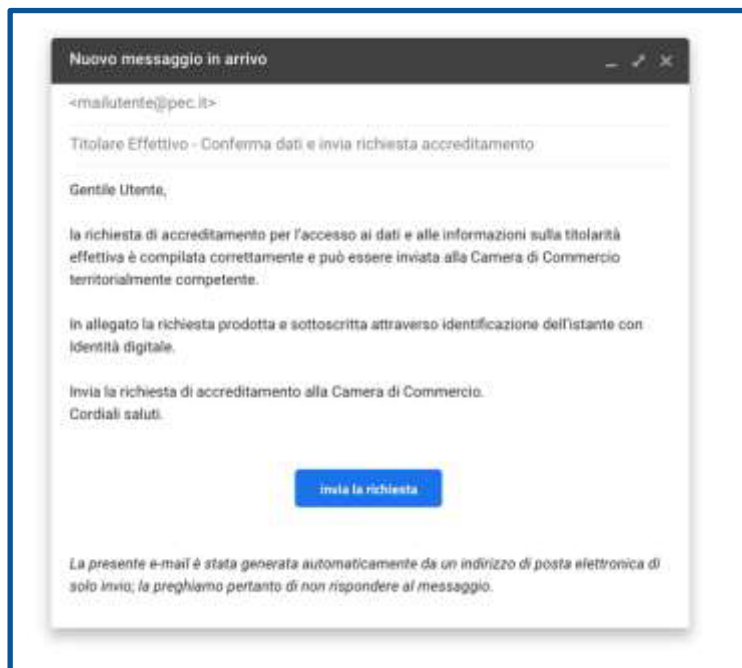 Nuovo messaggio in arrivo
<mailutente@pec.it>
Titolare Effettivo - Conferma dati e invia richiesta accreditamento
Gentile Utente,
la richiesta di accreditamento per l'accesso ai dati e alle informazioni sulla titolarità
effettiva è compilata correttamente e può essere inviata alla Camera di Commercio
territorialmente competente.
In allegato la richiesta prodotta e sottoscritta attraverso identificazione dell'istante con
Identità digitale.
Invia la richiesta di accreditamento alla Camera di Commercio.
Cordiali saluti.
invia la richiesta
La presente e-mail è stata generata automaticamente da un indirizzo di posta elettronica di
solo invio; la preghiamo pertanto di non rispondere al messaggio.